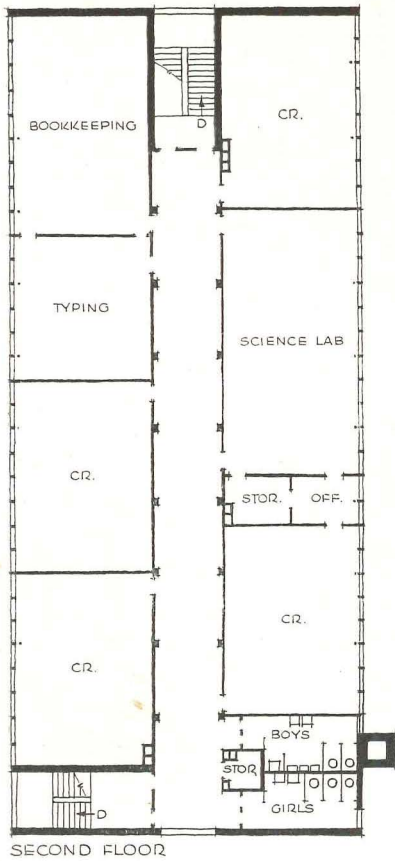 D
BOOKKEEPING
CR.
TYPING
SCIENCE LAB
CR.
STOR.
OFF.
CR.
CR.
BOYS
STOR
GIRLS
D
SECOND FLOOR